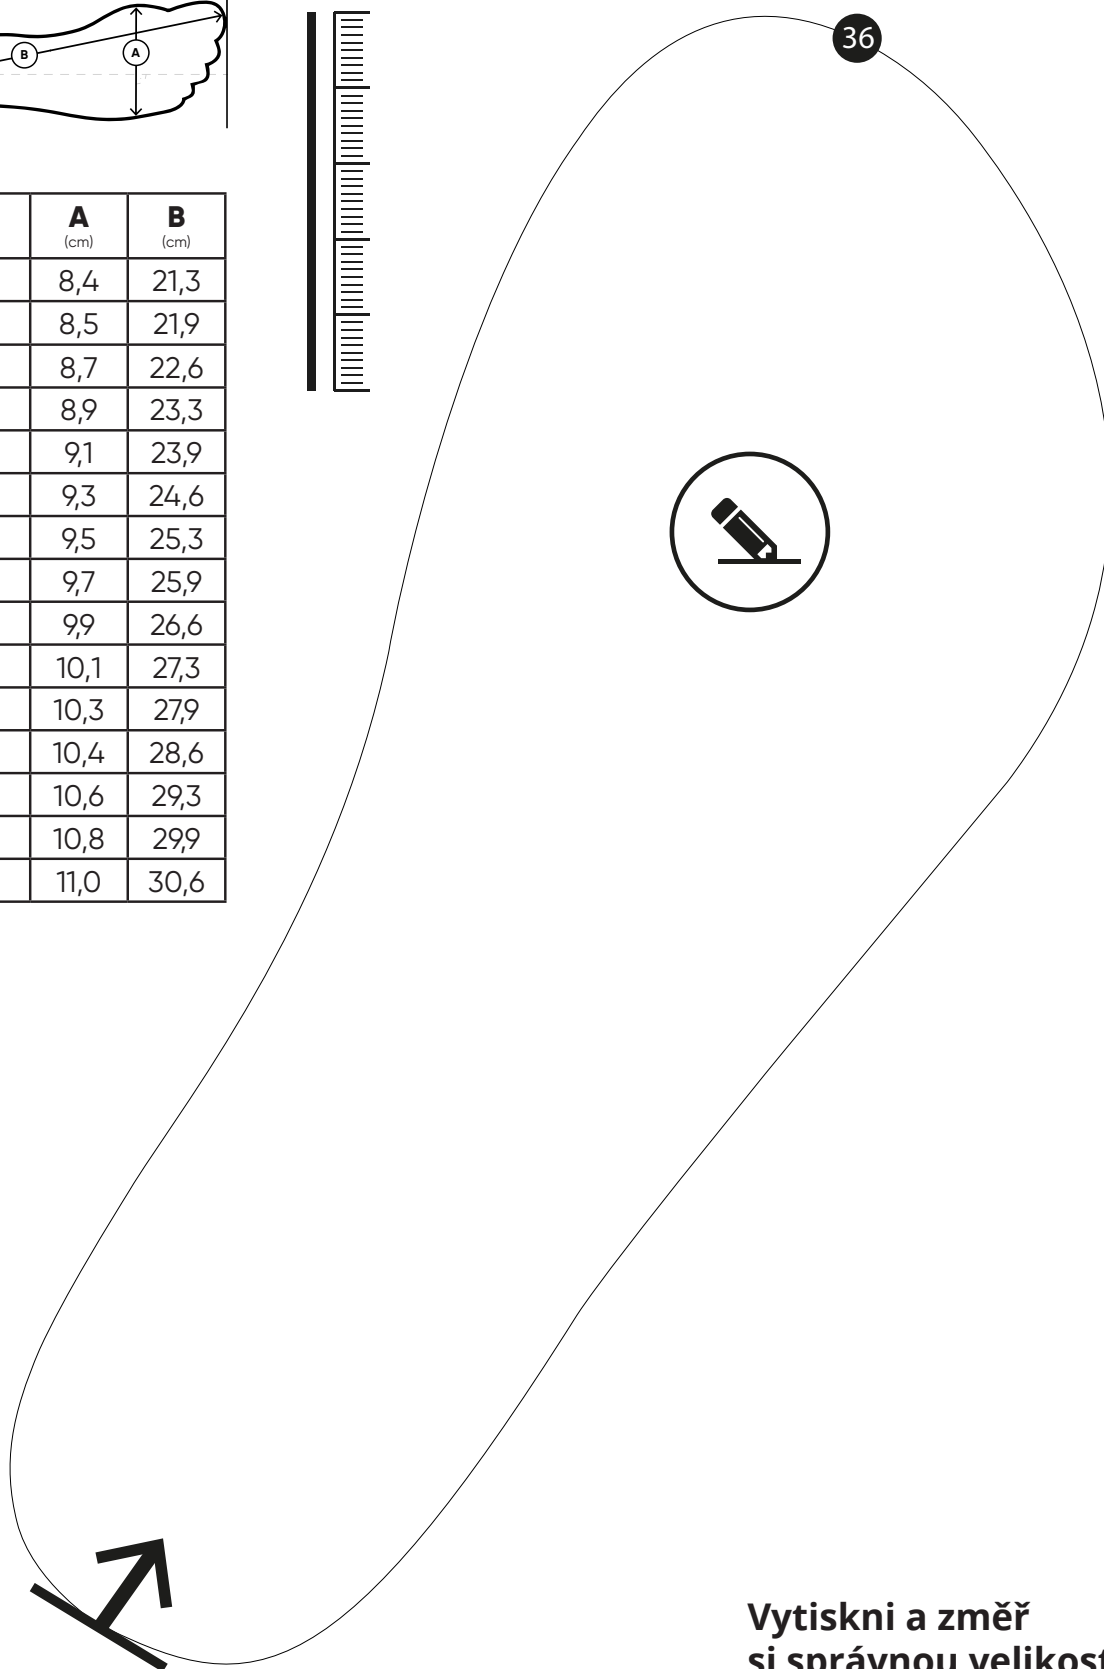 B
A
36
A B
(cm) (cm)
8,4 21,3
8,5 21,9
8,7 22,6
8,9 23,3
9,1 23,9
9,3 24,6
9,5 25,3
9,7 25,9
9,9 26,6
10,1 27,3
10,3 27,9
10,4 28,6
10,6 29,3
10,8 29,9
11,0 30,6
Vytiskni a změř
si správnou velikost